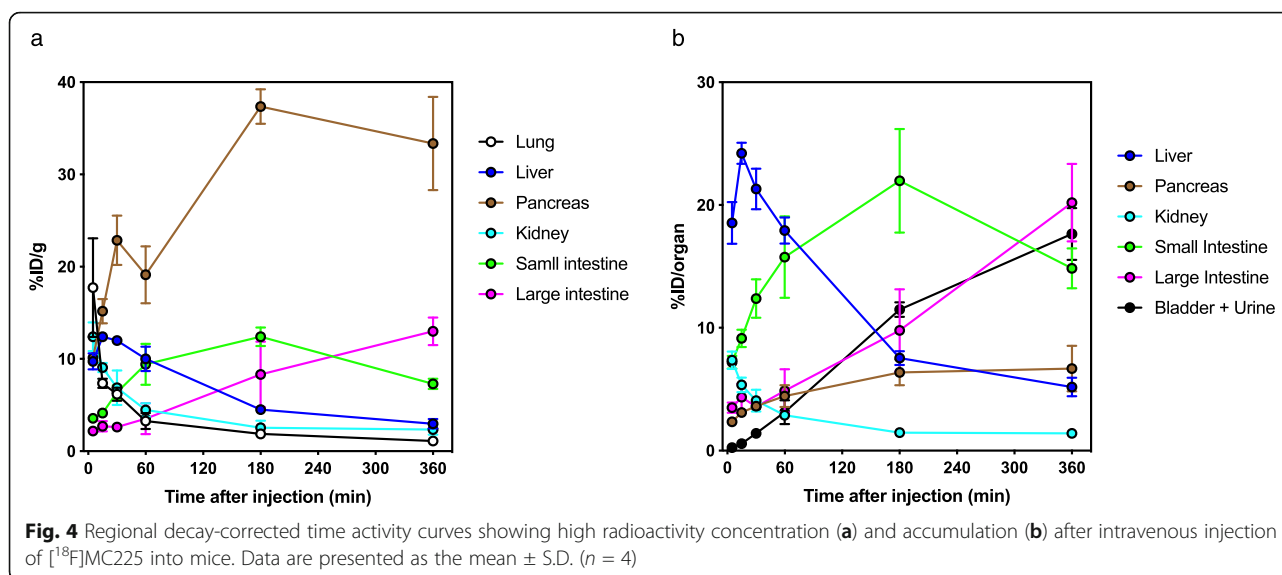 a
40
30
20
10
0
%ID/g
0 60 120 180 240 300 360
Time after injection (min)
Lung
Liver
Pancreas
Kidney
Samll intestine
Large intestine
b
30
20
10
0
%ID/organ
0 60 120 180 240 300 360
Time after injection (min)
Liver
Pancreas
Kidney
Small Intestine
Large Intestine
Bladder + Urine
Fig. 4 Regional decay-corrected time activity curves showing high radioactivity concentration (a) and accumulation (b) after intravenous injection
of [¹⁸F]MC225 into mice. Data are presented as the mean ± S.D. (n = 4)